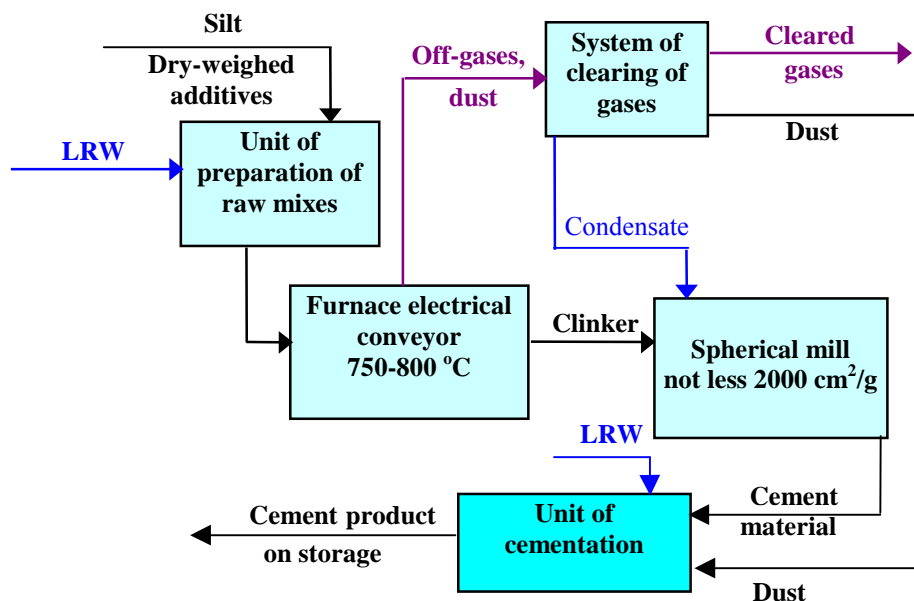 Silt
Dry-weighed
additives
LRW
Unit of
preparation of
raw mixes
Off-gases,
dust
System of
clearing of
gases
Cleared
gases
Dust
Condensate
Furnace electrical
conveyor
750-800 °C
Clinker
Spherical mill
not less 2000 cm²/g
LRW
Cement product
on storage
Unit of
cementation
Cement
material
Dust